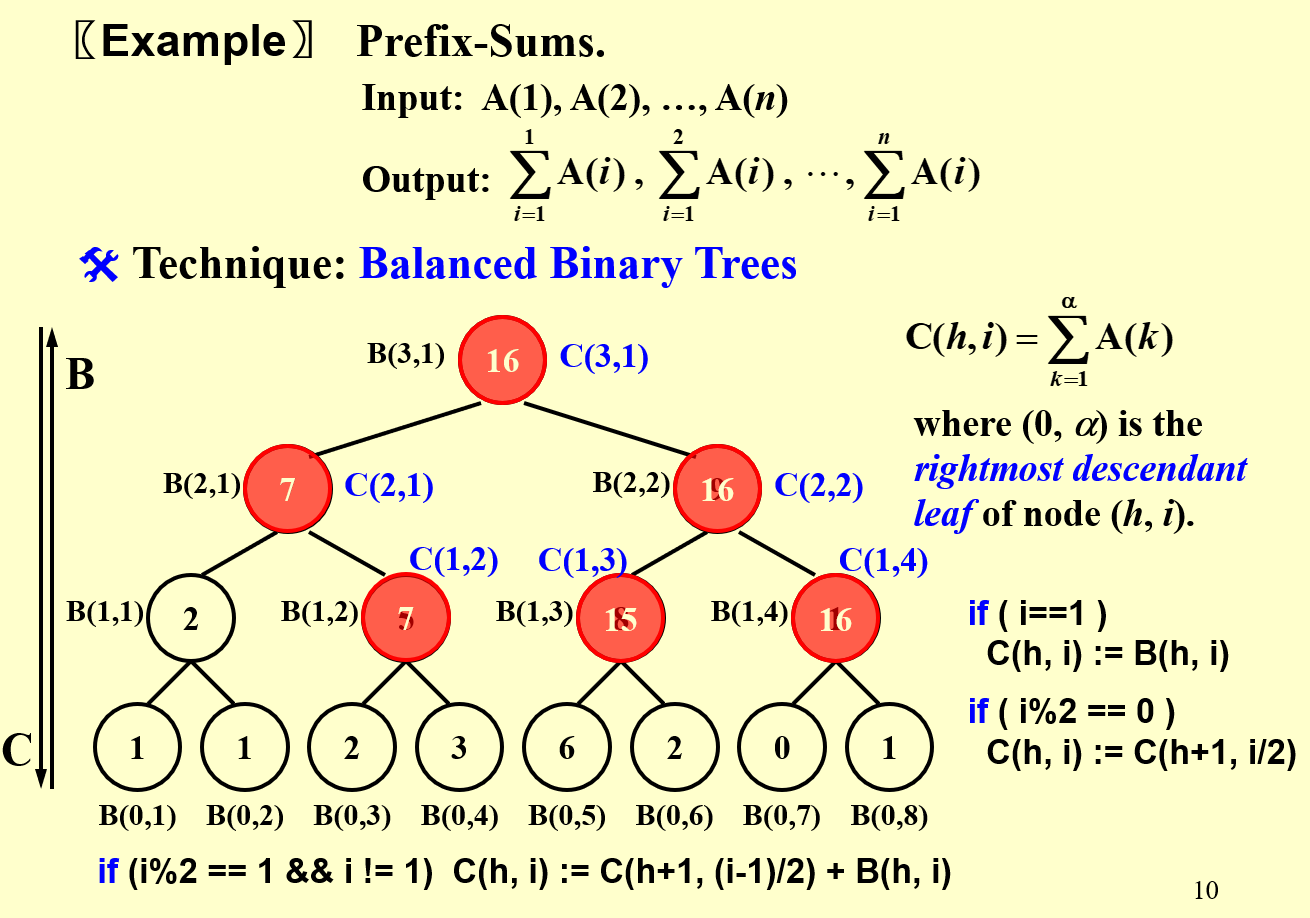 〖Example〗 Prefix-Sums.
Input: A(1), A(2), …, A(n)
Output: \sum_{i=1}^{1} A(i) , \sum_{i=1}^{2} A(i) , ⋯, \sum_{i=1}^{n} A(i)
Technique: Balanced Binary Trees
C(h, i) = \sum_{k=1}^{α} A(k)
where (0, α) is the
rightmost descendant
leaf of node (h, i).
B
B(3,1) 16 C(3,1)
B(2,1) 7 C(2,1) B(2,2) 16 C(2,2)
C(1,2) C(1,3) C(1,4)
B(1,1) 2 B(1,2) 7 B(1,3) 15 B(1,4) 16
if ( i==1 )
C(h, i) := B(h, i)
if ( i%2 == 0 )
C(h, i) := C(h+1, i/2)
C
1 1 2 3 6 2 0 1
B(0,1) B(0,2) B(0,3) B(0,4) B(0,5) B(0,6) B(0,7) B(0,8)
if (i%2 == 1 && i != 1) C(h, i) := C(h+1, (i-1)/2) + B(h, i)
10